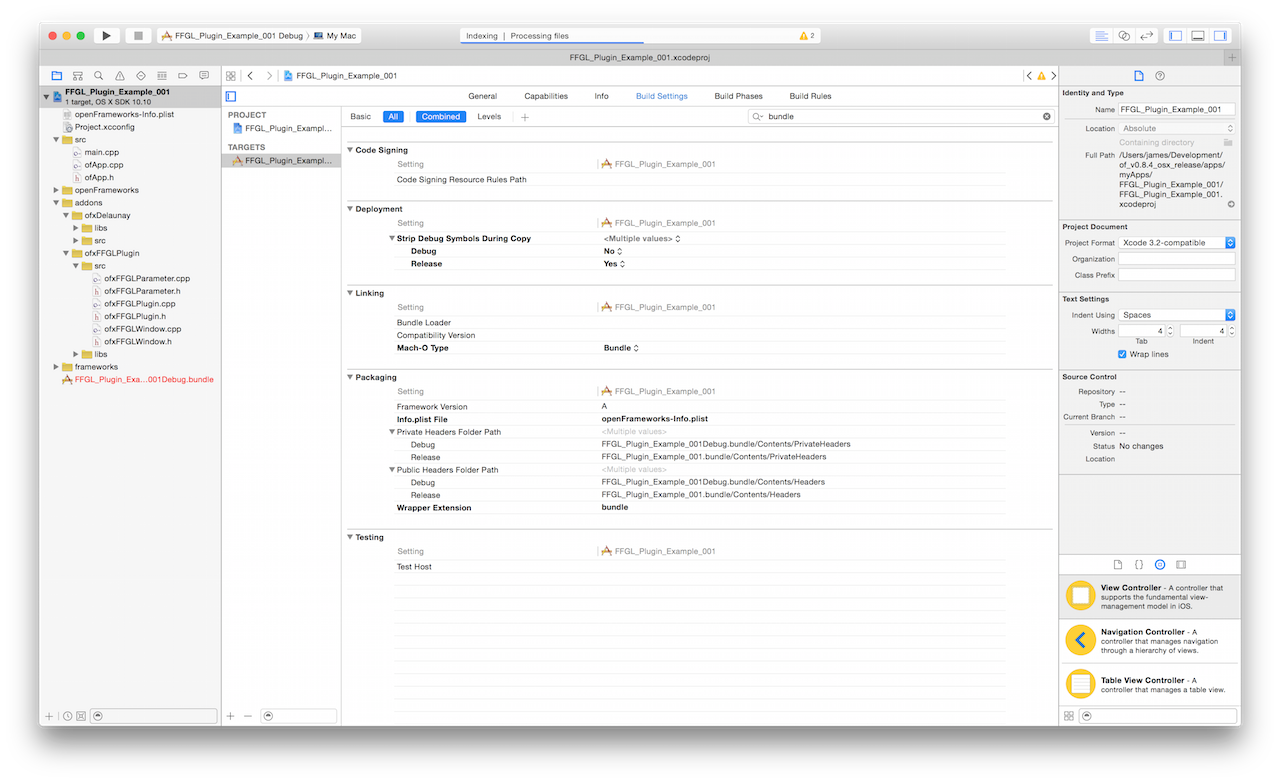 FFGL_Plugin_Example_001 Debug
My Mac
Indexing | Processing files
2
FFGL_Plugin_Example_001.xcodeproj
FFGL_Plugin_Example_001
1 target, OS X SDK 10.10
openFrameworks-Info.plist
Project.xcconfig
src
main.cpp
ofApp.cpp
ofApp.h
openFrameworks
addons
ofxDelaunay
libs
src
ofxFFGLPlugin
src
ofxFFGLParameter.cpp
ofxFFGLParameter.h
ofxFFGLPlugin.cpp
ofxFFGLPlugin.h
ofxFFGLWindow.cpp
ofxFFGLWindow.h
libs
frameworks
FFGL_Plugin_Exa...001Debug.bundle
FFGL_Plugin_Example_001
General Capabilities Info Build Settings Build Phases Build Rules
PROJECT
FFGL_Plugin_Exampl...
TARGETS
FFGL_Plugin_Exampl...
Basic All Combined Levels
bundle
Code Signing
Setting FFGL_Plugin_Example_001
Code Signing Resource Rules Path
Deployment
Setting FFGL_Plugin_Example_001
Strip Debug Symbols During Copy <Multiple values>
Debug No
Release Yes
Linking
Setting FFGL_Plugin_Example_001
Bundle Loader
Compatibility Version
Mach-O Type Bundle
Packaging
Setting FFGL_Plugin_Example_001
Framework Version A
Info.plist File openFrameworks-Info.plist
Private Headers Folder Path <Multiple values>
Debug FFGL_Plugin_Example_001Debug.bundle/Contents/PrivateHeaders
Release FFGL_Plugin_Example_001.bundle/Contents/PrivateHeaders
Public Headers Folder Path <Multiple values>
Debug FFGL_Plugin_Example_001Debug.bundle/Contents/Headers
Release FFGL_Plugin_Example_001.bundle/Contents/Headers
Wrapper Extension bundle
Testing
Setting FFGL_Plugin_Example_001
Test Host
Identity and Type
Name FFGL_Plugin_Example_001
Location Absolute
Containing directory
Full Path /Users/james/Development/
of_v0.8.4_osx_release/apps/
myApps/
FFGL_Plugin_Example_001/
FFGL_Plugin_Example_001.
xcodeproj
Project Document
Project Format Xcode 3.2-compatible
Organization
Class Prefix
Text Settings
Indent Using Spaces
Widths 4 4
Tab Indent
Wrap lines
Source Control
Repository --
Type --
Current Branch --
Version --
Status No changes
Location
View Controller - A controller that
supports the fundamental view-
management model in iOS.
Navigation Controller - A
controller that manages navigation
through a hierarchy of views.
Table View Controller - A
controller that manages a table view.